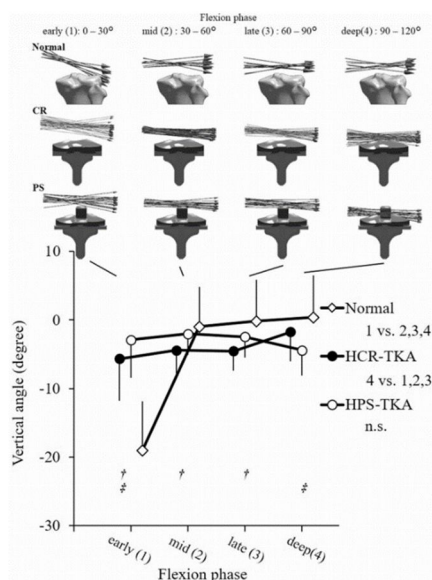 Flexion phase
early (1): 0 – 30° mid (2) : 30 – 60° late (3) : 60 – 90° deep(4) : 90 – 120°
Normal
CR
PS
10
0
-10
-20
-30
Vertical angle (degree)
Normal
1 vs. 2,3,4
HCR-TKA
4 vs. 1,2,3
HPS-TKA
n.s.
† † †
‡ ‡
early (1) mid (2) late (3) deep(4)
Flexion phase